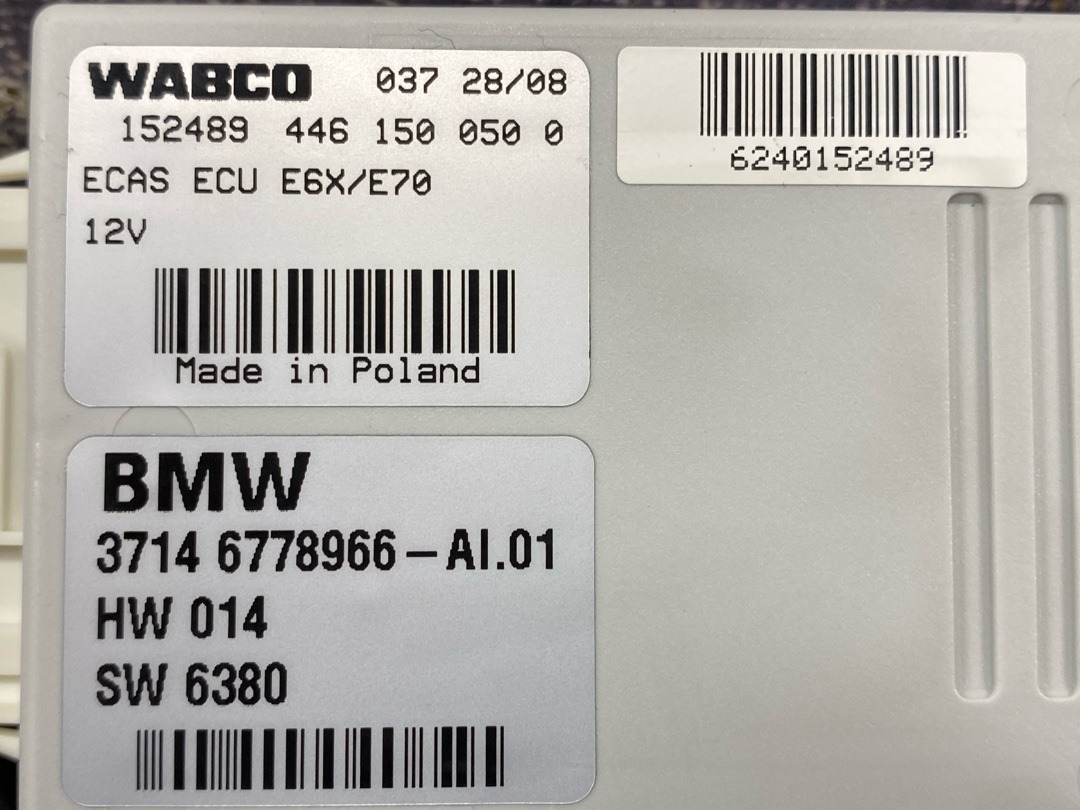 WABCO 037 28/08
152489 446 150 050 0
ECAS ECU E6X/E70
12V
Made in Poland
6240152489
BMW
3714 6778966-AI.01
HW 014
SW 6380